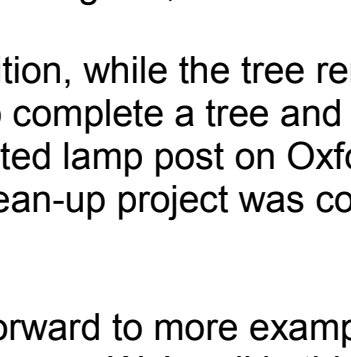 tion, while the tree re
complete a tree and
ted lamp post on Oxf
ean-up project was co
orward to more examp